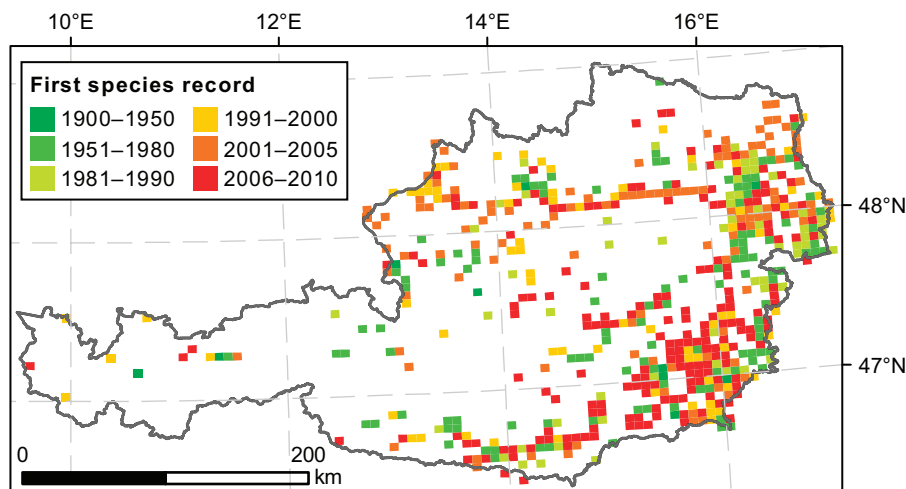 10°E 14°E 16°E
First species record
1900–1950 1991–2000
1951–1980 2001–2005
1981–1990 2006–2010
48°N
12°E
47°N
0 200
km